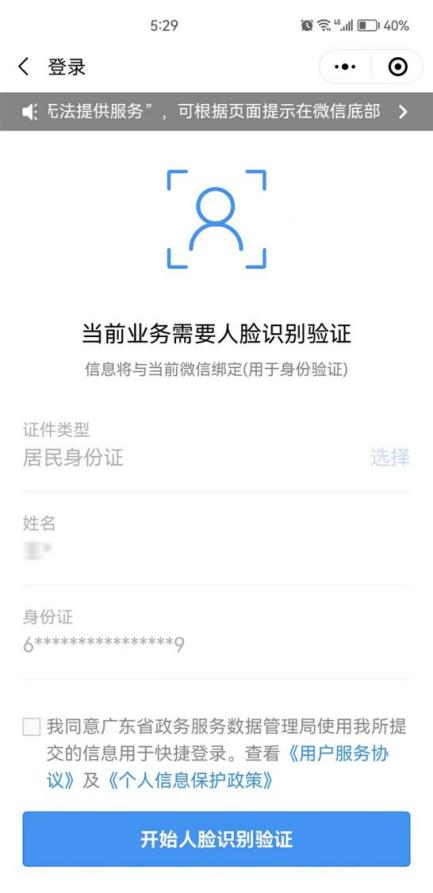 5:29
46 40%
登录
无法提供服务”，可根据页面提示在微信底部
当前业务需要人脸识别验证
信息将与当前微信绑定(用于身份验证)
证件类型
居民身份证
选择
姓名
身份证
6****************9
我同意广东省政务服务数据管理局使用我所提
交的信息用于快捷登录。查看《用户服务协
议》及《个人信息保护政策》
开始人脸识别验证